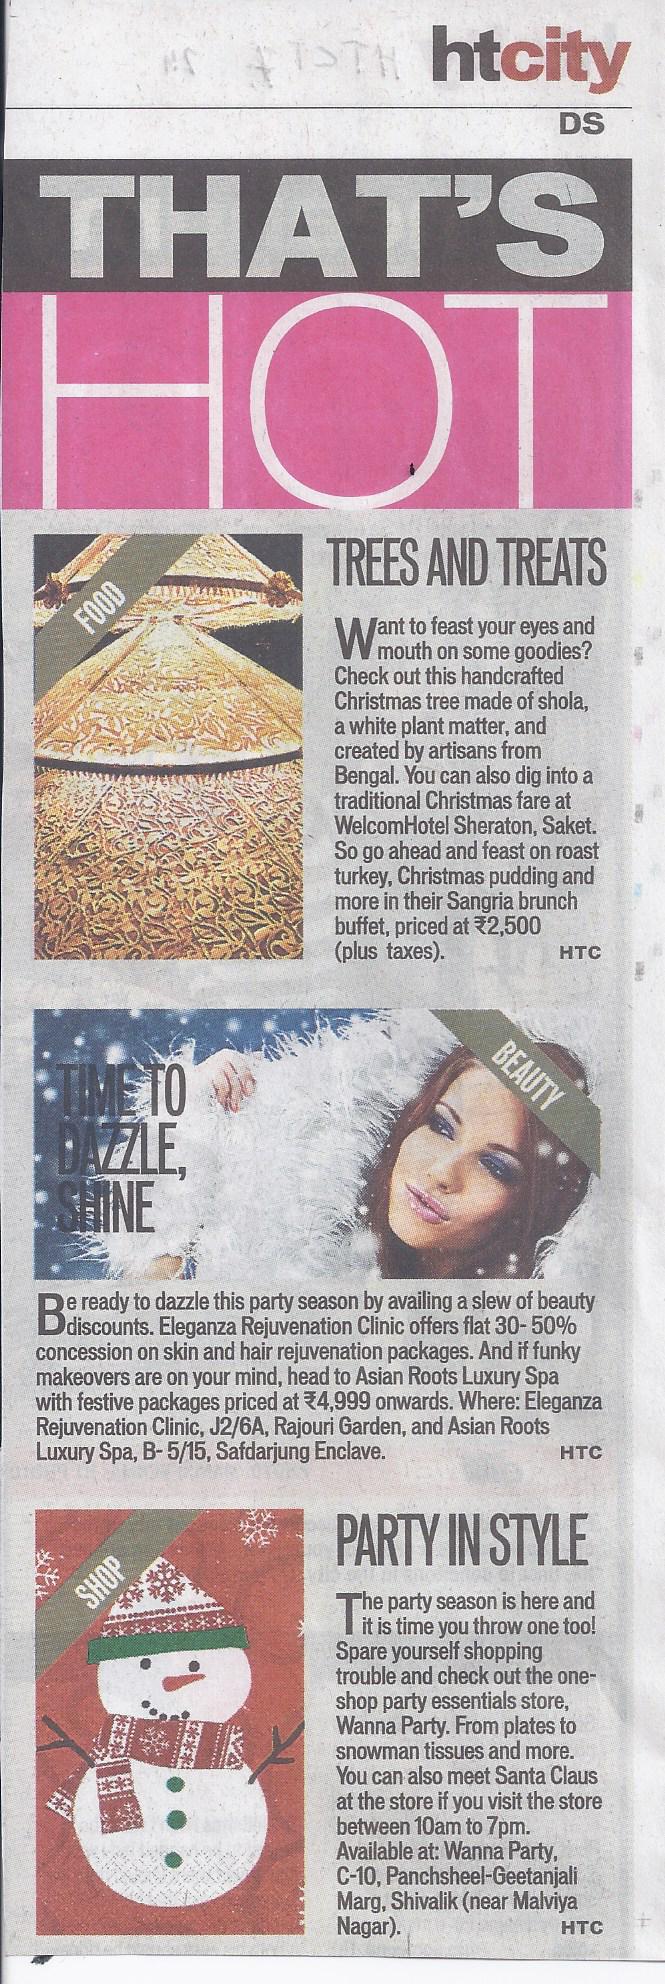 htcity
DS
THAT'S
HOT
FOOD
TREES AND TREATS
Want to feast your eyes and
mouth on some goodies?
Check out this handcrafted
Christmas tree made of shola,
a white plant matter, and
created by artisans from
Bengal. You can also dig into a
traditional Christmas fare at
WelcomHotel Sheraton, Saket.
So go ahead and feast on roast
turkey, Christmas pudding and
more in their Sangria brunch
buffet, priced at ₹2,500
(plus taxes). HTC
BEAUTY
TIME TO
DAZZLE,
SHINE
Be ready to dazzle this party season by availing a slew of beauty
discounts. Eleganza Rejuvenation Clinic offers flat 30- 50%
concession on skin and hair rejuvenation packages. And if funky
makeovers are on your mind, head to Asian Roots Luxury Spa
with festive packages priced at ₹4,999 onwards. Where: Eleganza
Rejuvenation Clinic, J2/6A, Rajouri Garden, and Asian Roots
Luxury Spa, B- 5/15, Safdarjung Enclave. HTC
SHOP
PARTY IN STYLE
The party season is here and
it is time you throw one too!
Spare yourself shopping
trouble and check out the one-
shop party essentials store,
Wanna Party. From plates to
snowman tissues and more.
You can also meet Santa Claus
at the store if you visit the store
between 10am to 7pm.
Available at: Wanna Party,
C-10, Panchsheel-Geetanjali
Marg, Shivalik (near Malviya
Nagar). HTC